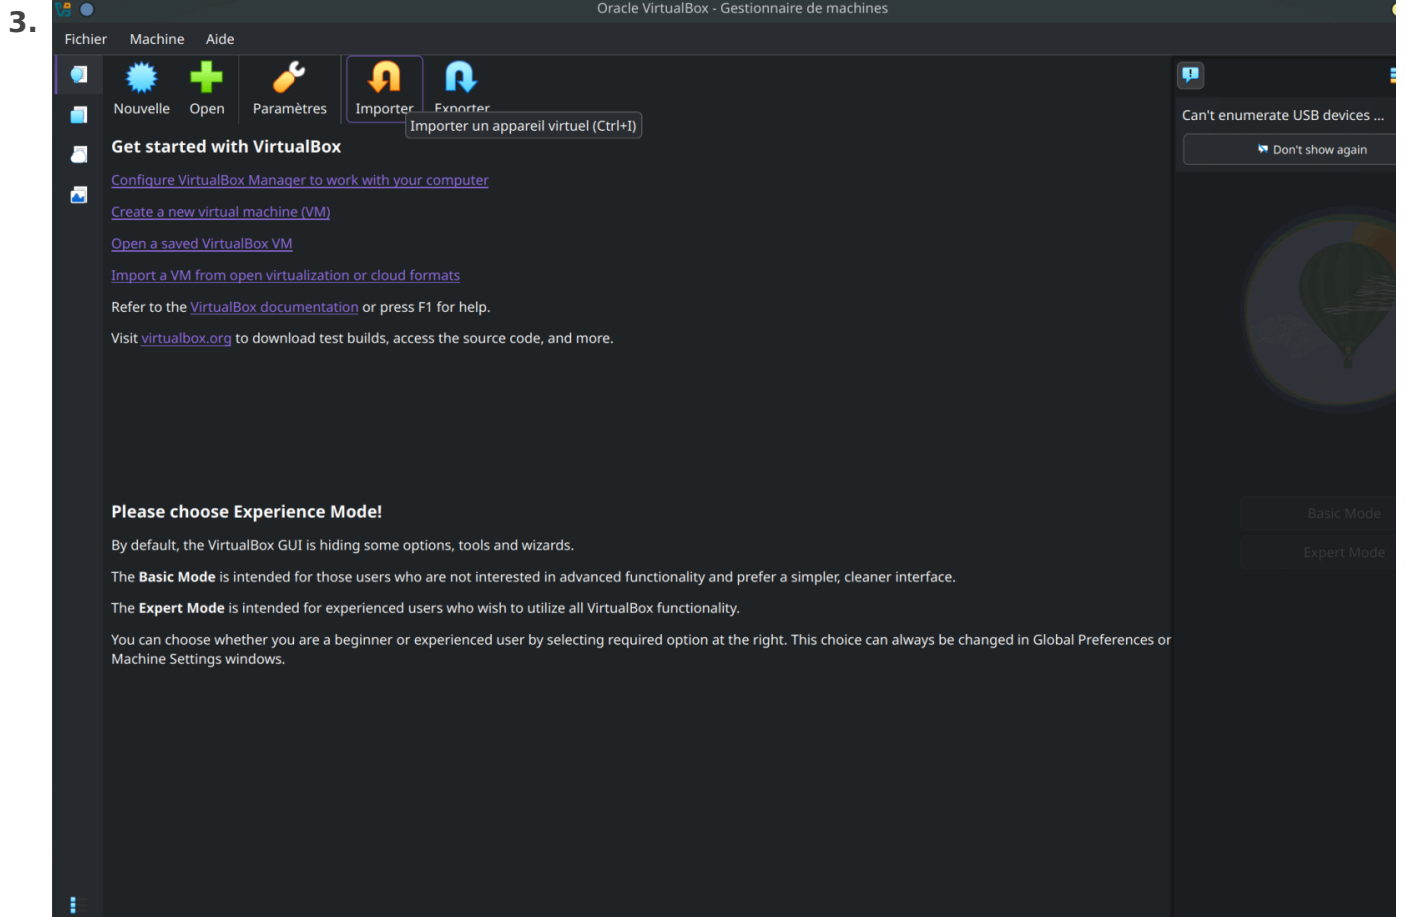 3.
Oracle VirtualBox - Gestionnaire de machines
Fichier Machine Aide
Nouvelle Open Paramètres Importer Exporter
Importer un appareil virtuel (Ctrl+I)
Can't enumerate USB devices ...
Don't show again
Get started with VirtualBox
Configure VirtualBox Manager to work with your computer
Create a new virtual machine (VM)
Open a saved VirtualBox VM
Import a VM from open virtualization or cloud formats
Refer to the VirtualBox documentation or press F1 for help.
Visit virtualbox.org to download test builds, access the source code, and more.
Please choose Experience Mode!
By default, the VirtualBox GUI is hiding some options, tools and wizards.
The Basic Mode is intended for those users who are not interested in advanced functionality and prefer a simpler, cleaner interface.
The Expert Mode is intended for experienced users who wish to utilize all VirtualBox functionality.
You can choose whether you are a beginner or experienced user by selecting required option at the right. This choice can always be changed in Global Preferences or
Machine Settings windows.
Basic Mode
Expert Mode